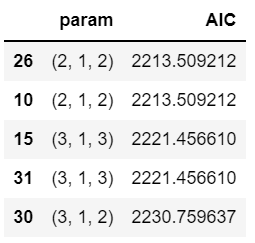 param AIC
26 (2, 1, 2) 2213.509212
10 (2, 1, 2) 2213.509212
15 (3, 1, 3) 2221.456610
31 (3, 1, 3) 2221.456610
30 (3, 1, 2) 2230.759637